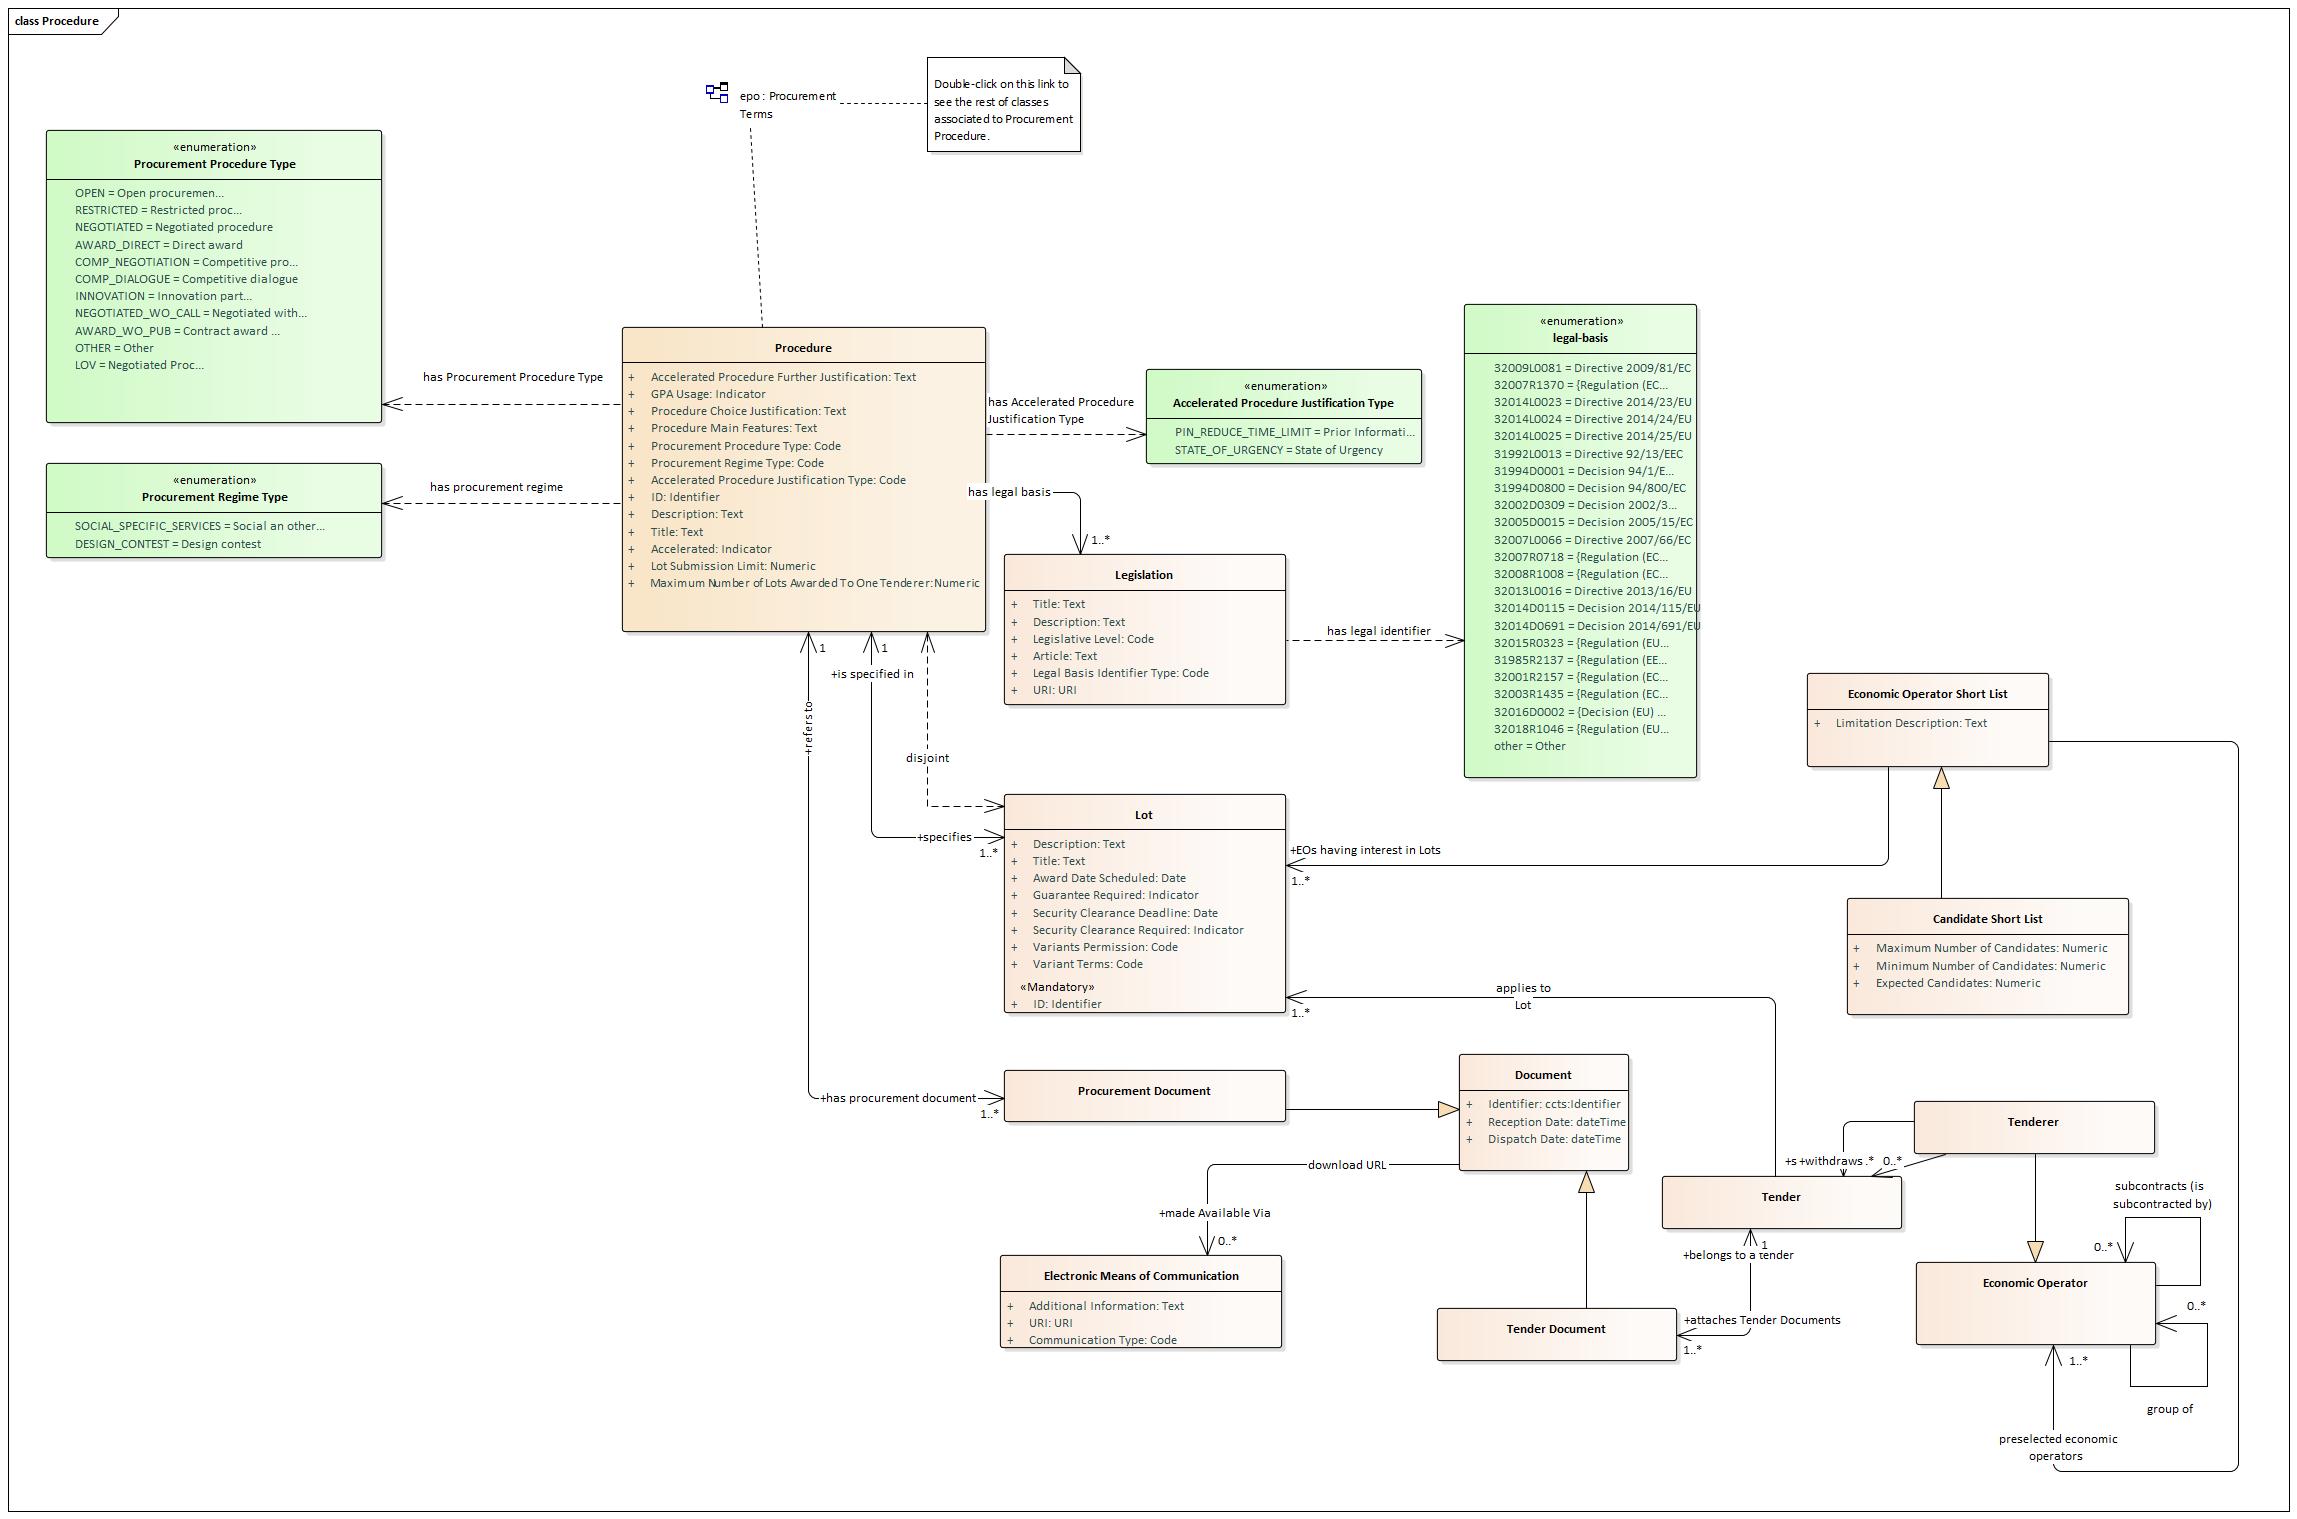 class Procedure
epo : Procurement
Terms
Double-click on this link to
see the rest of classes
associated to Procurement
Procedure.
«enumeration»
Procurement Procedure Type
OPEN = Open procuremen...
RESTRICTED = Restricted proc...
NEGOTIATED = Negotiated procedure
AWARD_DIRECT = Direct award
COMP_NEGOTIATION = Competitive pro...
COMP_DIALOGUE = Competitive dialogue
INNOVATION = Innovation part...
NEGOTIATED_WO_CALL = Negotiated with...
AWARD_WO_PUB = Contract award ...
OTHER = Other
LOV = Negotiated Proc...
has Procurement Procedure Type
«enumeration»
Procurement Regime Type
SOCIAL_SPECIFIC_SERVICES = Social an other...
DESIGN_CONTEST = Design contest
has procurement regime
Procedure
+ Accelerated Procedure Further Justification: Text
+ GPA Usage: Indicator
+ Procedure Choice Justification: Text
+ Procedure Main Features: Text
+ Procurement Procedure Type: Code
+ Procurement Regime Type: Code
+ Accelerated Procedure Justification Type: Code
+ ID: Identifier
+ Description: Text
+ Title: Text
+ Accelerated: Indicator
+ Lot Submission Limit: Numeric
+ Maximum Number of Lots Awarded To One Tenderer: Numeric
has Accelerated Procedure
Justification Type
«enumeration»
Accelerated Procedure Justification Type
PIN_REDUCE_TIME_LIMIT = Prior Informati...
STATE_OF_URGENCY = State of Urgency
has legal basis
1..*
Legislation
+ Title: Text
+ Description: Text
+ Legislative Level: Code
+ Article: Text
+ Legal Basis Identifier Type: Code
+ URI: URI
has legal identifier
«enumeration»
legal-basis
32009L0081 = Directive 2009/81/EC
32007R1370 = {Regulation (EC...
32014L0023 = Directive 2014/23/EU
32014L0024 = Directive 2014/24/EU
32014L0025 = Directive 2014/25/EU
31992L0013 = Directive 92/13/EEC
31994D0001 = Decision 94/1/E...
31994D0800 = Decision 94/800/EC
32002D0309 = Decision 2002/3...
32005D0015 = Decision 2005/15/EC
32007L0066 = Directive 2007/66/EC
32007R0718 = {Regulation (EC...
32008R1008 = {Regulation (EC...
32013L0016 = Directive 2013/16/EU
32014D0115 = Decision 2014/115/EU
32014D0691 = Decision 2014/691/EU
32015R0323 = {Regulation (EU...
31985R2137 = {Regulation (EE...
32001R2157 = {Regulation (EC...
32003R1435 = {Regulation (EC...
32016D0002 = {Decision (EU) ...
32018R1046 = {Regulation (EU...
other = Other
1
1
+is specified in
+refers to
disjoint
+specifies
1..*
Lot
+ Description: Text
+ Title: Text
+ Award Date Scheduled: Date
+ Guarantee Required: Indicator
+ Security Clearance Deadline: Date
+ Security Clearance Required: Indicator
+ Variants Permission: Code
+ Variant Terms: Code
«Mandatory»
+ ID: Identifier
+EOs having interest in Lots
1..*
applies to
Lot
1..*
Economic Operator Short List
+ Limitation Description: Text
Candidate Short List
+ Maximum Number of Candidates: Numeric
+ Minimum Number of Candidates: Numeric
+ Expected Candidates: Numeric
+has procurement document
1..*
Procurement Document
Document
+ Identifier: ccts:Identifier
+ Reception Date: dateTime
+ Dispatch Date: dateTime
download URL
+made Available Via
0..*
Electronic Means of Communication
+ Additional Information: Text
+ URI: URI
+ Communication Type: Code
Tenderer
+s +withdraws .* 0..*
Tender
1
+belongs to a tender
+attaches Tender Documents
1..*
Tender Document
subcontracts (is
subcontracted by)
0..*
Economic Operator
0..*
1..*
group of
preselected economic
operators